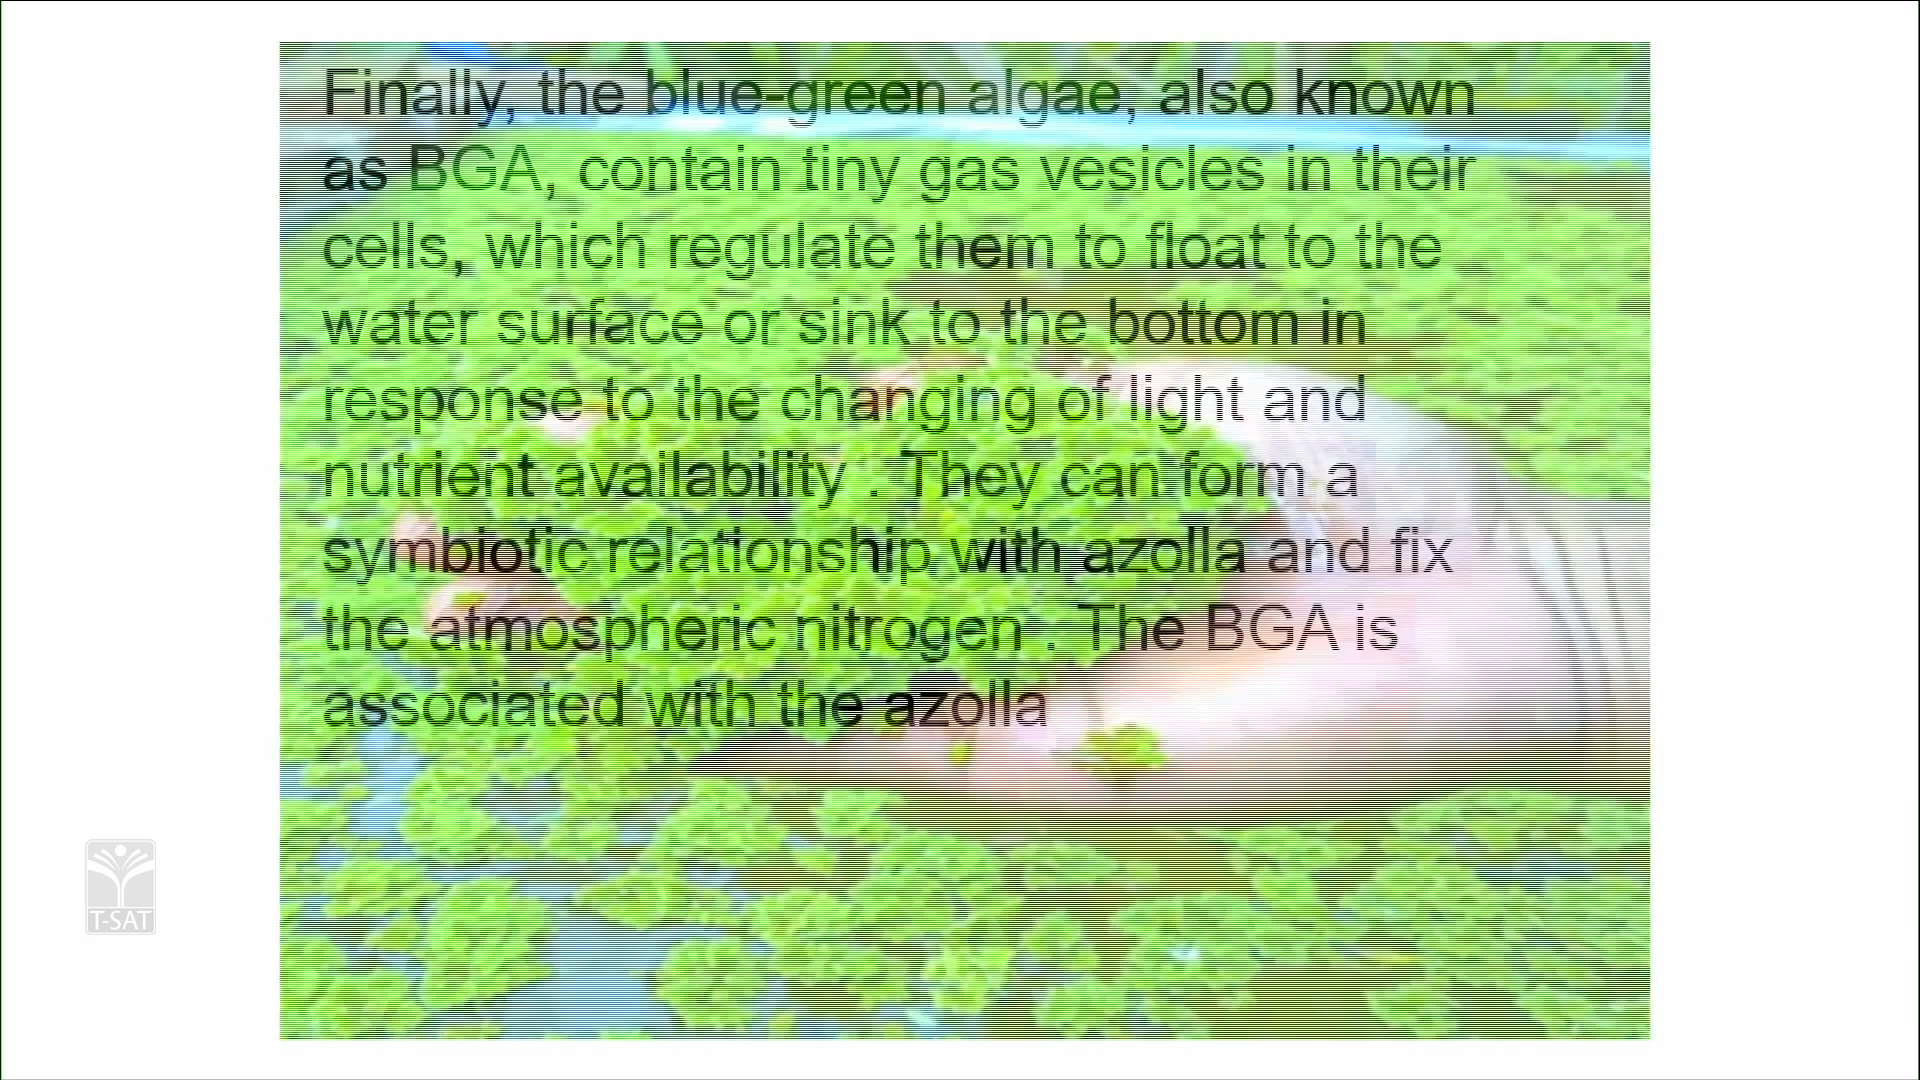 Finally, the blue-green algae, also known
as BGA, contain tiny gas vesicles in their
cells, which regulate them to float to the
water surface or sink to the bottom in
response to the changing of light and
nutrient availability . They can form a
symbiotic relationship with azolla and fix
the atmospheric nitrogen . The BGA is
associated with the azolla
T-SAT